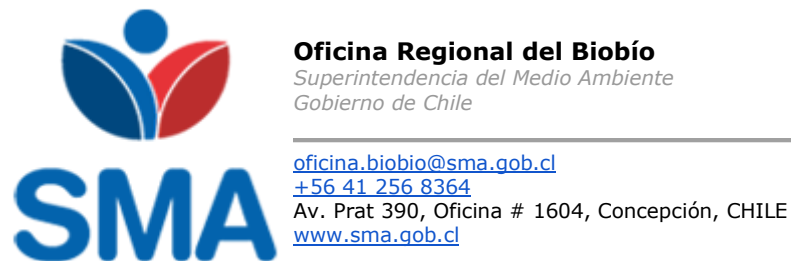 SMA
Oficina Regional del Biobío
Superintendencia del Medio Ambiente
Gobierno de Chile
oficina.biobio@sma.gob.cl
+56 41 256 8364
Av. Prat 390, Oficina # 1604, Concepción, CHILE
www.sma.gob.cl